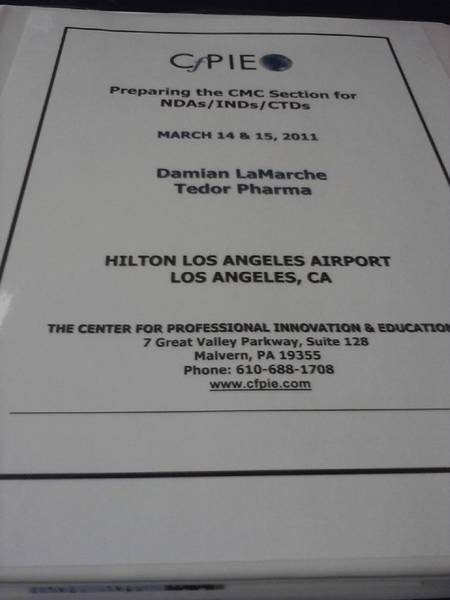 CfPIE
Preparing the CMC Section for
NDAs/INDs/CTDs
MARCH 14 & 15, 2011
Damian LaMarche
Tedor Pharma
HILTON LOS ANGELES AIRPORT
LOS ANGELES, CA
THE CENTER FOR PROFESSIONAL INNOVATION & EDUCATION
7 Great Valley Parkway, Suite 128
Malvern, PA 19355
Phone: 610-688-1708
www.cfpie.com